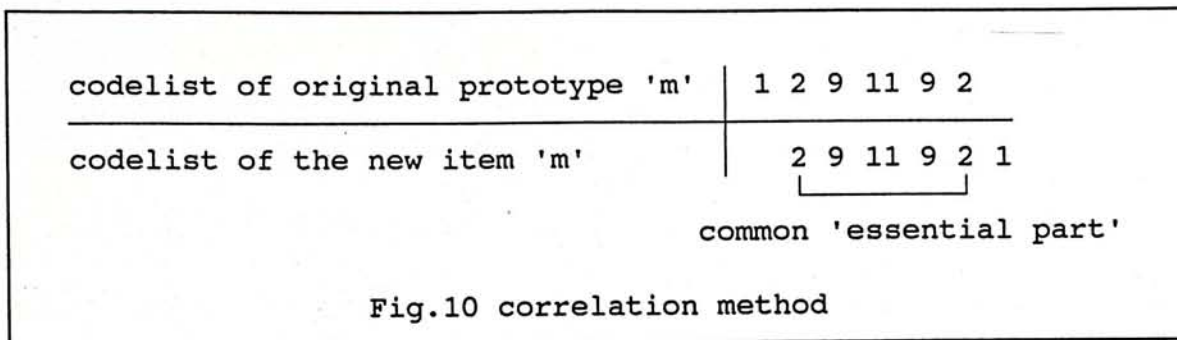 codelist of original prototype 'm' 1 2 9 11 9 2
codelist of the new item 'm' 2 9 11 9 2 1
common 'essential part'
Fig.10 correlation method